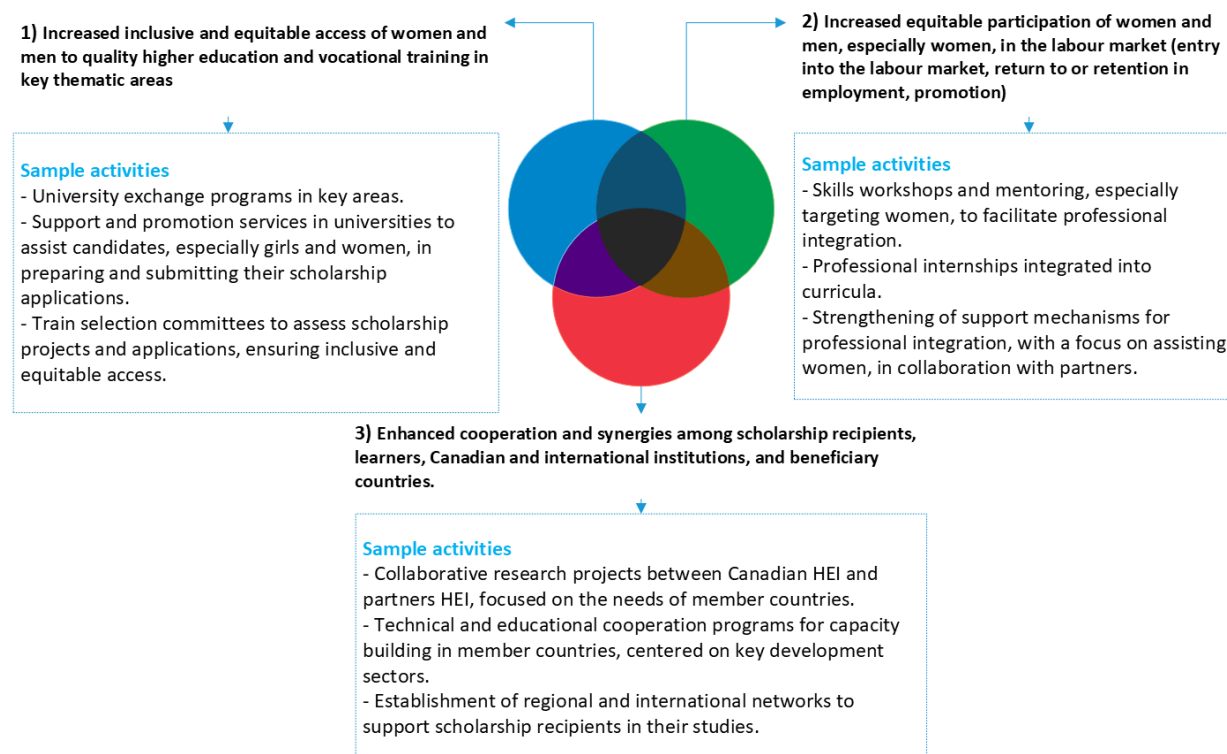 1) Increased inclusive and equitable access of women and
men to quality higher education and vocational training in
key thematic areas
Sample activities
- University exchange programs in key areas.
- Support and promotion services in universities to
assist candidates, especially girls and women, in
preparing and submitting their scholarship
applications.
- Train selection committees to assess scholarship
projects and applications, ensuring inclusive and
equitable access.
2) Increased equitable participation of women and
men, especially women, in the labour market (entry
into the labour market, return to or retention in
employment, promotion)
Sample activities
- Skills workshops and mentoring, especially
targeting women, to facilitate professional
integration.
- Professional internships integrated into
curricula.
- Strengthening of support mechanisms for
professional integration, with a focus on assisting
women, in collaboration with partners.
3) Enhanced cooperation and synergies among scholarship recipients,
learners, Canadian and international institutions, and beneficiary
countries.
Sample activities
- Collaborative research projects between Canadian HEI and
partners HEI, focused on the needs of member countries.
- Technical and educational cooperation programs for capacity
building in member countries, centered on key development
sectors.
- Establishment of regional and international networks to
support scholarship recipients in their studies.